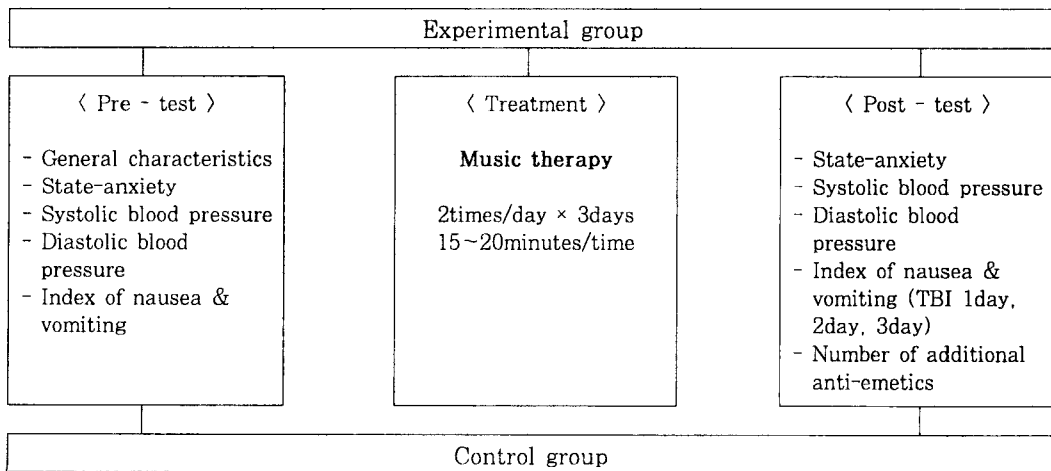 Experimental group
〈 Pre - test 〉
- General characteristics
- State-anxiety
- Systolic blood pressure
- Diastolic blood
pressure
- Index of nausea &
vomiting
〈 Treatment 〉
Music therapy
2times/day × 3days
15~20minutes/time
〈 Post - test 〉
- State-anxiety
- Systolic blood pressure
- Diastolic blood
pressure
- Index of nausea &
vomiting (TBI 1day,
2day, 3day)
- Number of additional
anti-emetics
Control group